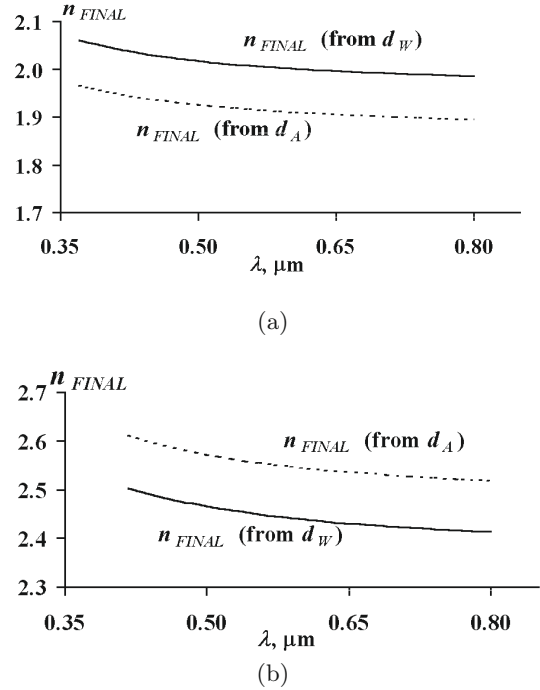 n FINAL
2.1
n FINAL (from d W)
2.0
1.9
n FINAL (from d A)
1.8
1.7
0.35 0.50 0.65 0.80
λ, μm
(a)
2.7 n FINAL
n FINAL (from d A)
2.6
2.5
n FINAL (from d W)
2.4
2.3
0.35 0.50 0.65 0.80
λ, μm
(b)